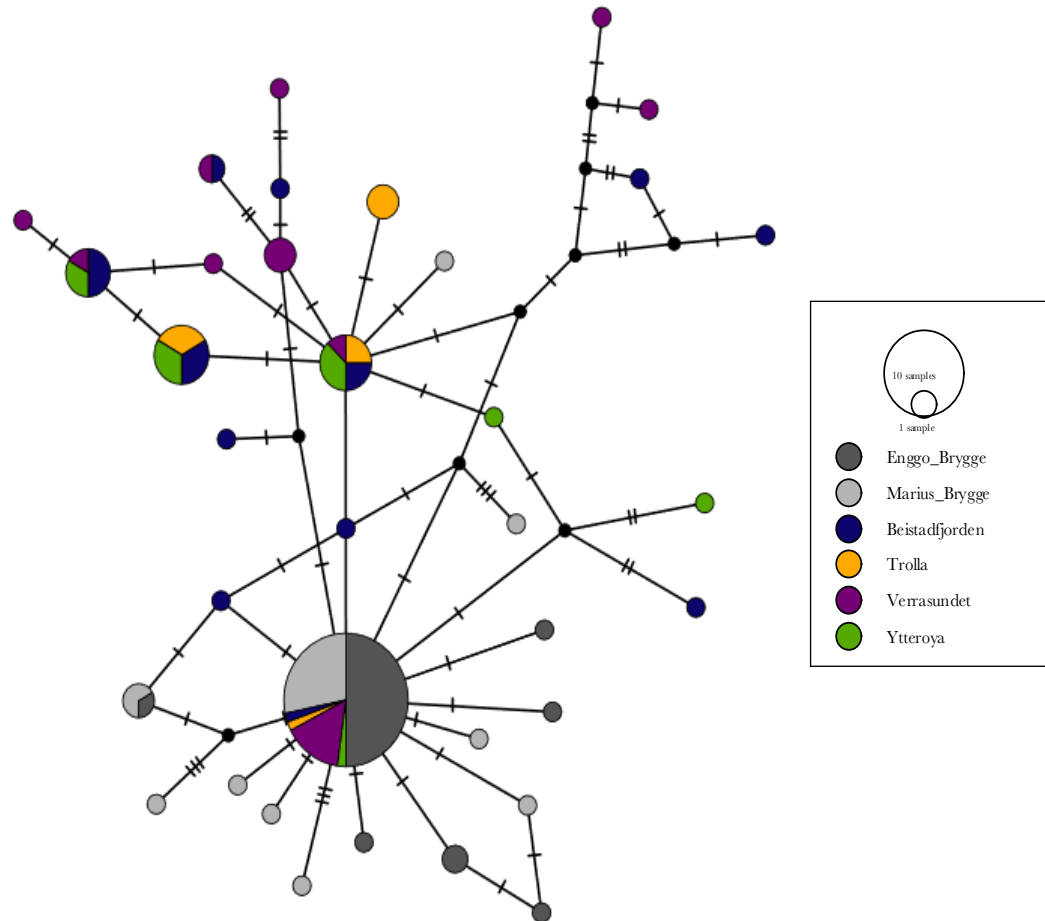 10 samples
1 sample
Enggo_Brygge
Marius_Brygge
Beistadfjorden
Trolla
Verrasundet
Ytteroya